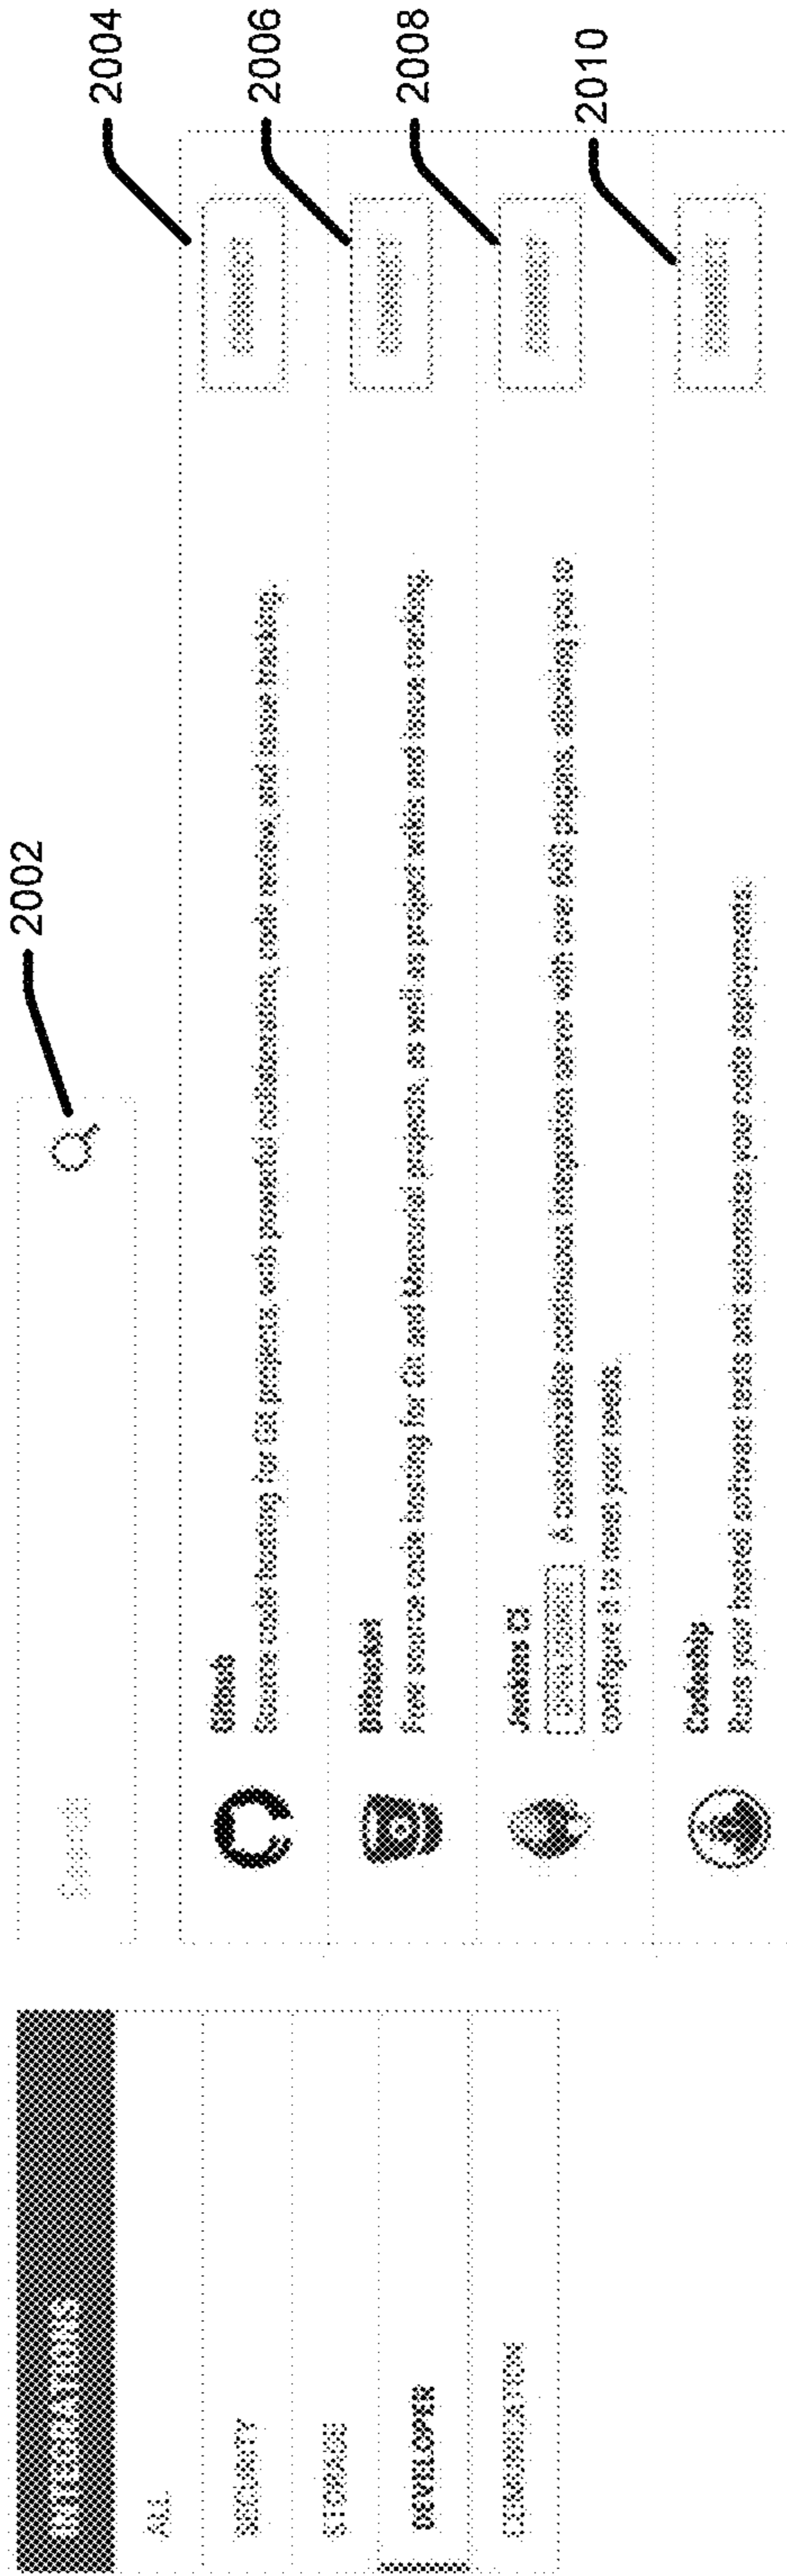 2002
Search
INTEGRATIONS
ALL
SECURITY
STORAGE
DEVELOPER
COMMUNICATION
2004
Github
Source code hosting for Git projects, with powerful collaboration, code review, and issue tracking.
2006
Bitbucket
Free source code hosting for Git and Mercurial projects, as well as project wikis and issue tracking.
2008
Jenkins CI
A customizable continuous integration server with over 600 plugins, allowing you to
configure it to meet your needs.
2010
Codeship
Runs your hosted software tests and automates your code deployments.